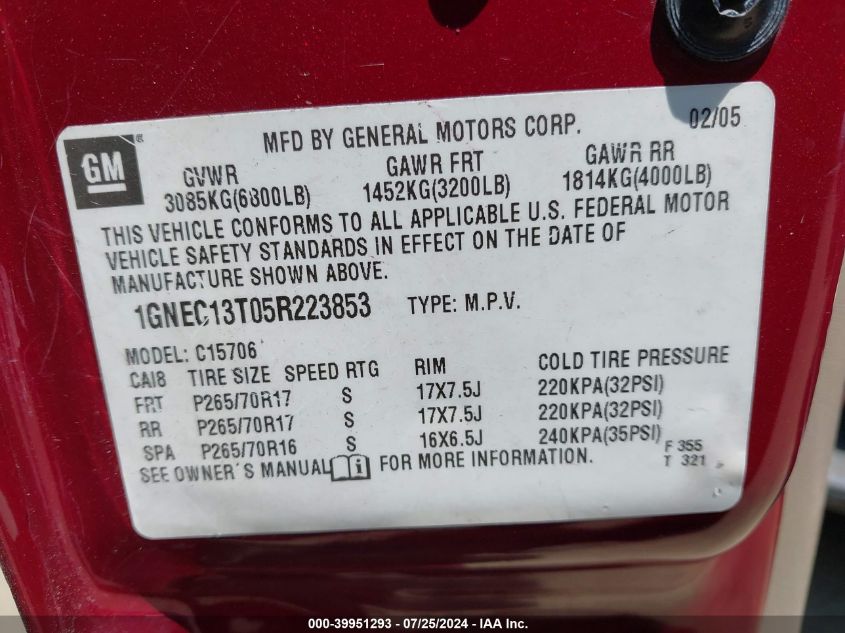 GM ®
MFD BY GENERAL MOTORS CORP. 02/05
GVWR GAWR FRT GAWR RR
3085KG(6800LB) 1452KG(3200LB) 1814KG(4000LB)
THIS VEHICLE CONFORMS TO ALL APPLICABLE U.S. FEDERAL MOTOR
VEHICLE SAFETY STANDARDS IN EFFECT ON THE DATE OF
MANUFACTURE SHOWN ABOVE.
1GNEC13T05R223853 TYPE: M.P.V.
MODEL: C15706
CAI8 TIRE SIZE SPEED RTG RIM COLD TIRE PRESSURE
FRT P265/70R17 S 17X7.5J 220KPA(32PSI)
RR P265/70R17 S 17X7.5J 220KPA(32PSI)
SPA P265/70R16 S 16X6.5J 240KPA(35PSI)
SEE OWNER'S MANUAL i FOR MORE INFORMATION.
F 355
T 321
000-39951293 - 07/25/2024 - IAA Inc.